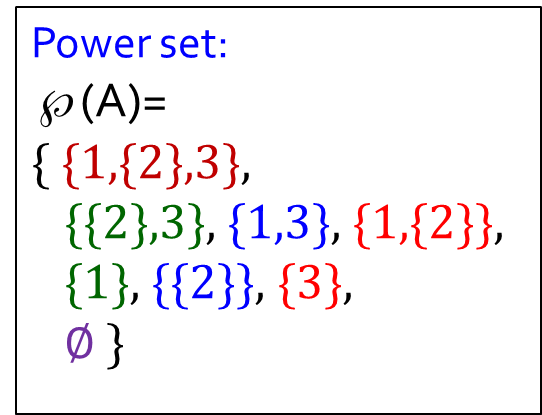 Power set:
℘(A)=
{ {1,{2},3},
{{2},3}, {1,3}, {1,{2}},
{1}, {{2}}, {3},
∅ }